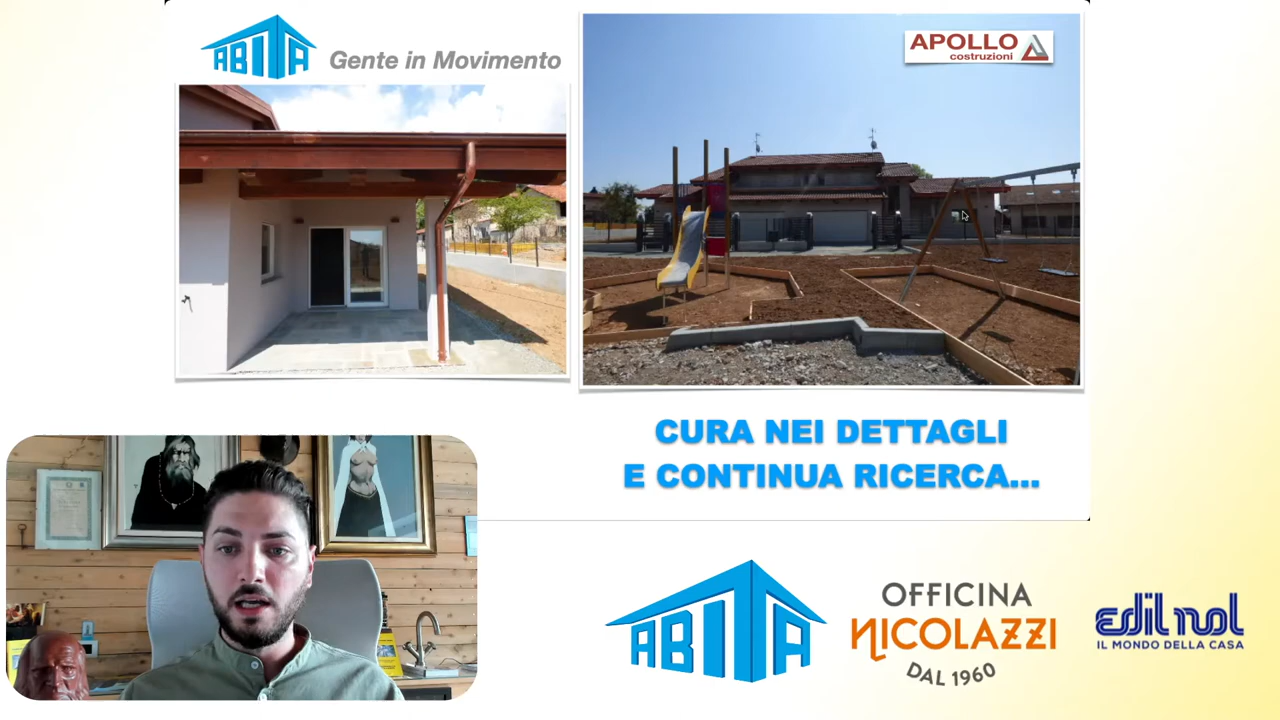 ABITA
Gente in Movimento
APOLLO
costruzioni
CURA NEI DETTAGLI
E CONTINUA RICERCA...
ABITA
OFFICINA
NICOLAZZI
DAL 1960
edilnol
IL MONDO DELLA CASA